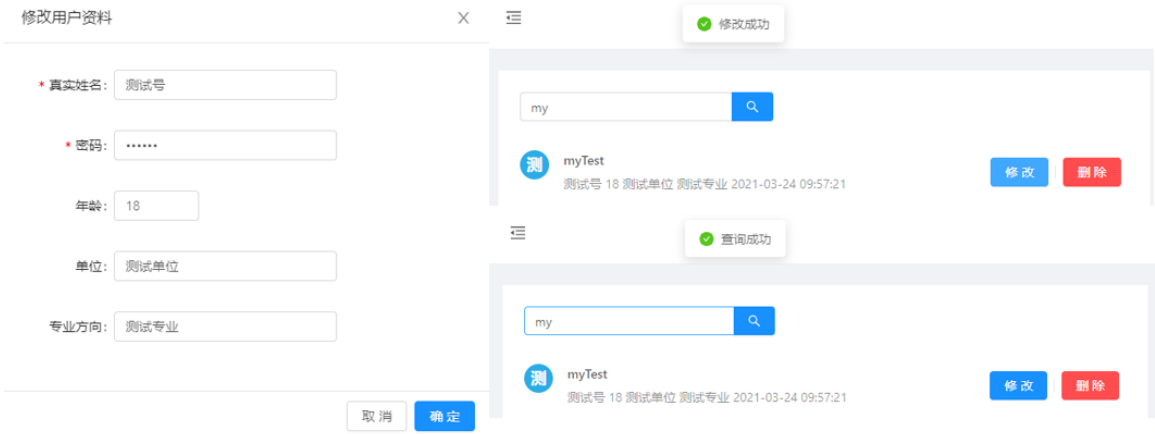 修改用户资料
* 真实姓名: 测试号
* 密码: ••••••
年龄: 18
单位: 测试单位
专业方向: 测试专业
取 消 确 定
修改成功
my
测 myTest
测试号 18 测试单位 测试专业 2021-03-24 09:57:21
修 改 删 除
查询成功
my
测 myTest
测试号 18 测试单位 测试专业 2021-03-24 09:57:21
修 改 删 除